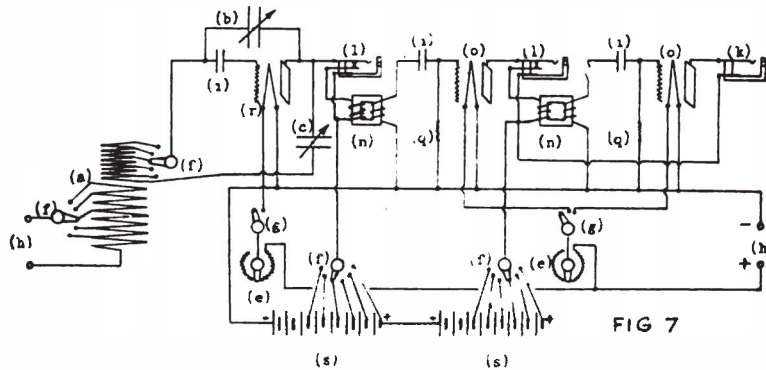 (b)
(l) (ı) (o) (l) (ı) (o) (k)
(ı)
(r)
(c) (n) (q) (n) (q)
(f)
(a)
(f)
(h)
(g) (g)
(f) (f) (e) (h)
(e)
- +
- + - +
FIG 7
(s) (s)